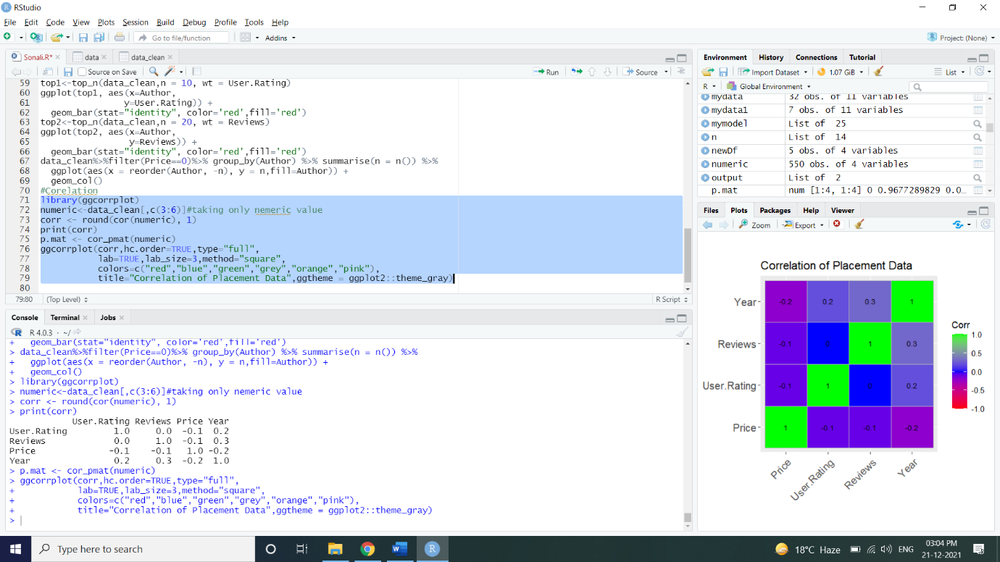 RStudio
File Edit Code View Plots Session Build Debug Profile Tools Help
Go to file/function Addins Project: (None)
Sonali.R* data data_clean
Source on Save Run Source
59 top1<-top_n(data_clean,n = 10, wt = User.Rating)
60 ggplot(top1, aes(x=Author,
61 y=User.Rating)) +
62 geom_bar(stat="identity", color='red',fill='red')
63 top2<-top_n(data_clean,n = 20, wt = Reviews)
64 ggplot(top2, aes(x=Author,
65 y=Reviews)) +
66 geom_bar(stat="identity", color='red',fill='red')
67 data_clean%>%filter(Price==0)%>% group_by(Author) %>% summarise(n = n()) %>%
68 ggplot(aes(x = reorder(Author, -n), y = n,fill=Author)) +
69 geom_col()
70 #Corelation
71 library(ggcorrplot)
72 numeric<-data_clean[,c(3:6)]#taking only nemeric value
73 corr <- round(cor(numeric), 1)
74 print(corr)
75 p.mat <- cor_pmat(numeric)
76 ggcorrplot(corr,hc.order=TRUE,type="full",
77 lab=TRUE,lab_size=3,method="square",
78 colors=c("red","blue","green","grey","orange","pink"),
79 title="Correlation of Placement Data",ggtheme = ggplot2::theme_gray)
80
79:80 (Top Level) R Script
Console Terminal Jobs
R 4.0.3 · ~/
+ geom_bar(stat="identity", color='red',fill='red')
> data_clean%>%filter(Price==0)%>% group_by(Author) %>% summarise(n = n()) %>%
+ ggplot(aes(x = reorder(Author, -n), y = n,fill=Author)) +
+ geom_col()
> library(ggcorrplot)
> numeric<-data_clean[,c(3:6)]#taking only nemeric value
> corr <- round(cor(numeric), 1)
> print(corr)
User.Rating Reviews Price Year
User.Rating 1.0 0.0 -0.1 0.2
Reviews 0.0 1.0 -0.1 0.3
Price -0.1 -0.1 1.0 -0.2
Year 0.2 0.3 -0.2 1.0
> p.mat <- cor_pmat(numeric)
> ggcorrplot(corr,hc.order=TRUE,type="full",
+ lab=TRUE,lab_size=3,method="square",
+ colors=c("red","blue","green","grey","orange","pink"),
+ title="Correlation of Placement Data",ggtheme = ggplot2::theme_gray)
>
Environment History Connections Tutorial
Import Dataset 1.07 GiB List
R Global Environment
mydata 32 obs. of 11 variables
mydata1 7 obs. of 11 variables
mymodel List of 25
n List of 14
newDf 5 obs. of 4 variables
numeric 550 obs. of 4 variables
output List of 2
p.mat num [1:4, 1:4] 0 0.9677289829 0.0...
Files Plots Packages Help Viewer
Zoom Export
Correlation of Placement Data
Year -0.2 0.2 0.3 1
Reviews -0.1 0 1 0.3
User.Rating -0.1 1 0 0.2
Price 1 -0.1 -0.1 -0.2
Price User.Rating Reviews Year
Corr
1.0
0.5
0.0
-0.5
-1.0
Type here to search
W R 18°C Haze ENG
03:04 PM
21-12-2021